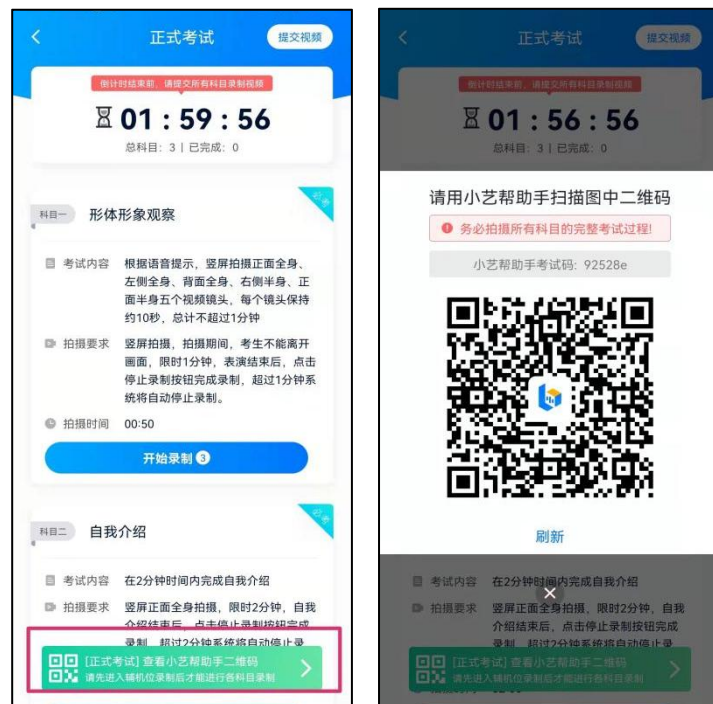 正式考试
提交视频
倒计时结束前，请提交所有科目录制视频
01 : 59 : 56
总科目: 3 | 已完成: 0
必考
科目一 形体形象观察
考试内容 根据语音提示，竖屏拍摄正面全身、
左侧全身、背面全身、右侧半身、正
面半身五个视频镜头，每个镜头保持
约10秒，总计不超过1分钟
拍摄要求 竖屏拍摄，拍摄期间，考生不能离开
画面，限时1分钟，表演结束后，点击
停止录制按钮完成录制，超过1分钟系
统将自动停止录制。
拍摄时间 00:50
开始录制 3
必考
科目二 自我介绍
考试内容 在2分钟时间内完成自我介绍
拍摄要求 竖屏正面全身拍摄，限时2分钟，自我
介绍结束后，点击停止录制按钮完成
录制，超过2分钟系统将自动停止录
[正式考试] 查看小艺帮助手二维码
请先进入辅机位录制后才能进行各科目录制
正式考试
提交视频
倒计时结束前，请提交所有科目录制视频
01 : 56 : 56
总科目: 3 | 已完成: 0
请用小艺帮助手扫描图中二维码
务必拍摄所有科目的完整考试过程!
小艺帮助手考试码: 92528e
刷新
考试内容 在2分钟时间内完成自我介绍
拍摄要求 竖屏正面全身拍摄，限时2分钟，自我
介绍结束后，点击停止录制按钮完成
录制，超过2分钟系统将自动停止录
[正式考试] 查看小艺帮助手二维码
请先进入辅机位录制后才能进行各科目录制